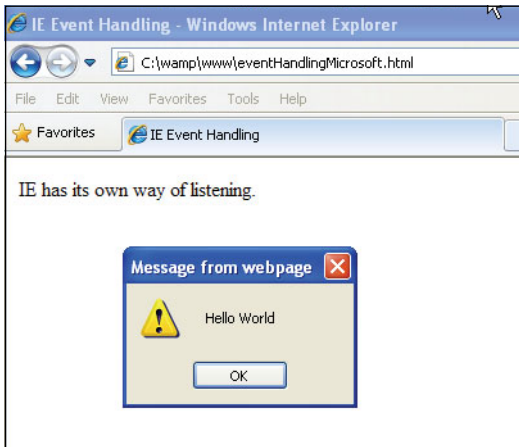 IE Event Handling - Windows Internet Explorer
C:\wamp\www\eventHandlingMicrosoft.html
File Edit View Favorites Tools Help
Favorites IE Event Handling
IE has its own way of listening.
Message from webpage
Hello World
OK